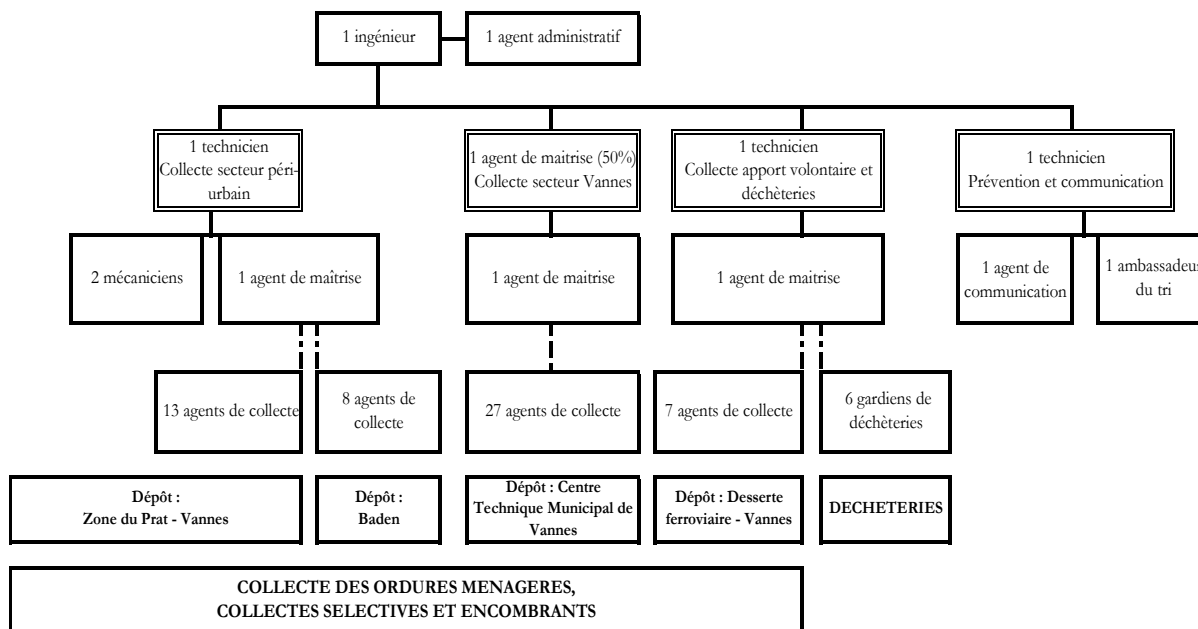 1 ingénieur
1 agent administratif
1 technicien
Collecte secteur péri-
urbain
1 agent de maitrise (50%)
Collecte secteur Vannes
1 technicien
Collecte apport volontaire et
déchèteries
1 technicien
Prévention et communication
2 mécaniciens
1 agent de maîtrise
1 agent de maitrise
1 agent de maitrise
1 agent de
communication
1 ambassadeur
du tri
13 agents de collecte
8 agents de
collecte
27 agents de collecte
7 agents de collecte
6 gardiens de
déchèteries
Dépôt :
Zone du Prat - Vannes
Dépôt :
Baden
Dépôt : Centre
Technique Municipal de
Vannes
Dépôt : Desserte
ferroviaire - Vannes
DECHETERIES
COLLECTE DES ORDURES MENAGERES,
COLLECTES SELECTIVES ET ENCOMBRANTS